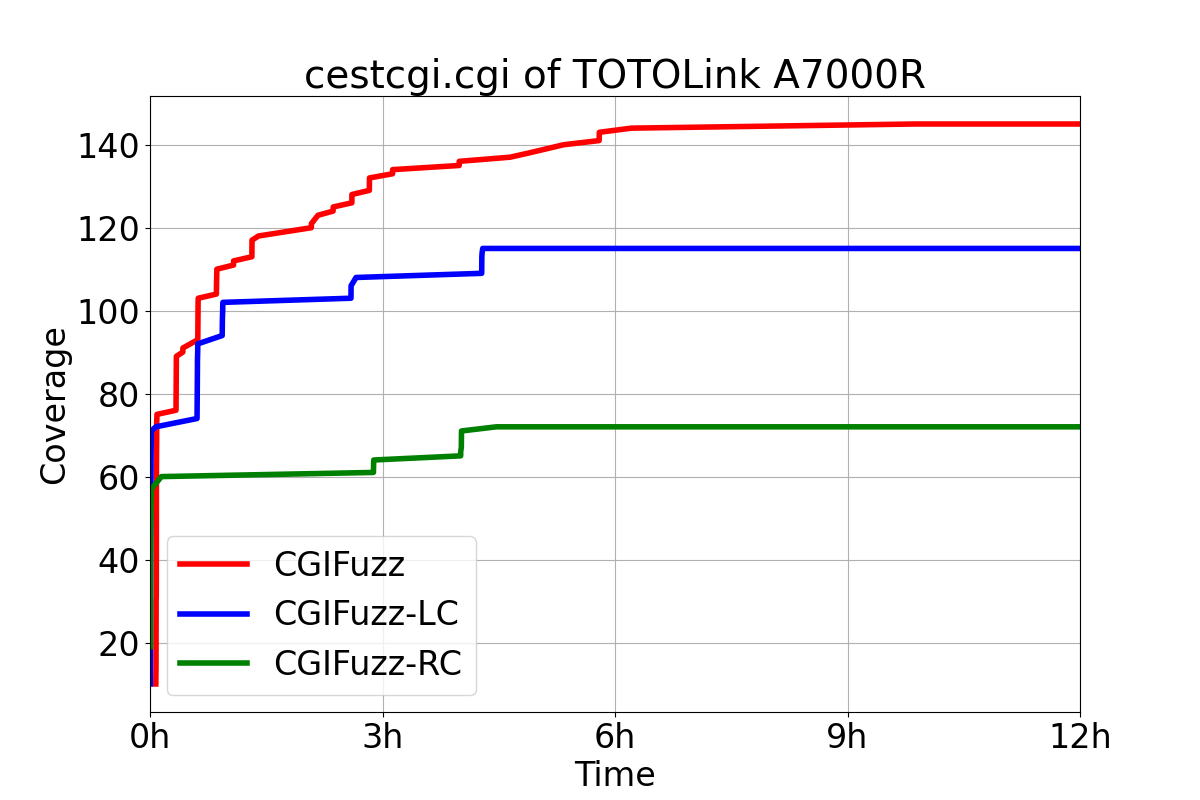 cestcgi.cgi of TOTOLink A7000R
140
120
100
80
60
40
20
Coverage
CGIFuzz
CGIFuzz-LC
CGIFuzz-RC
0h 3h 6h 9h 12h
Time